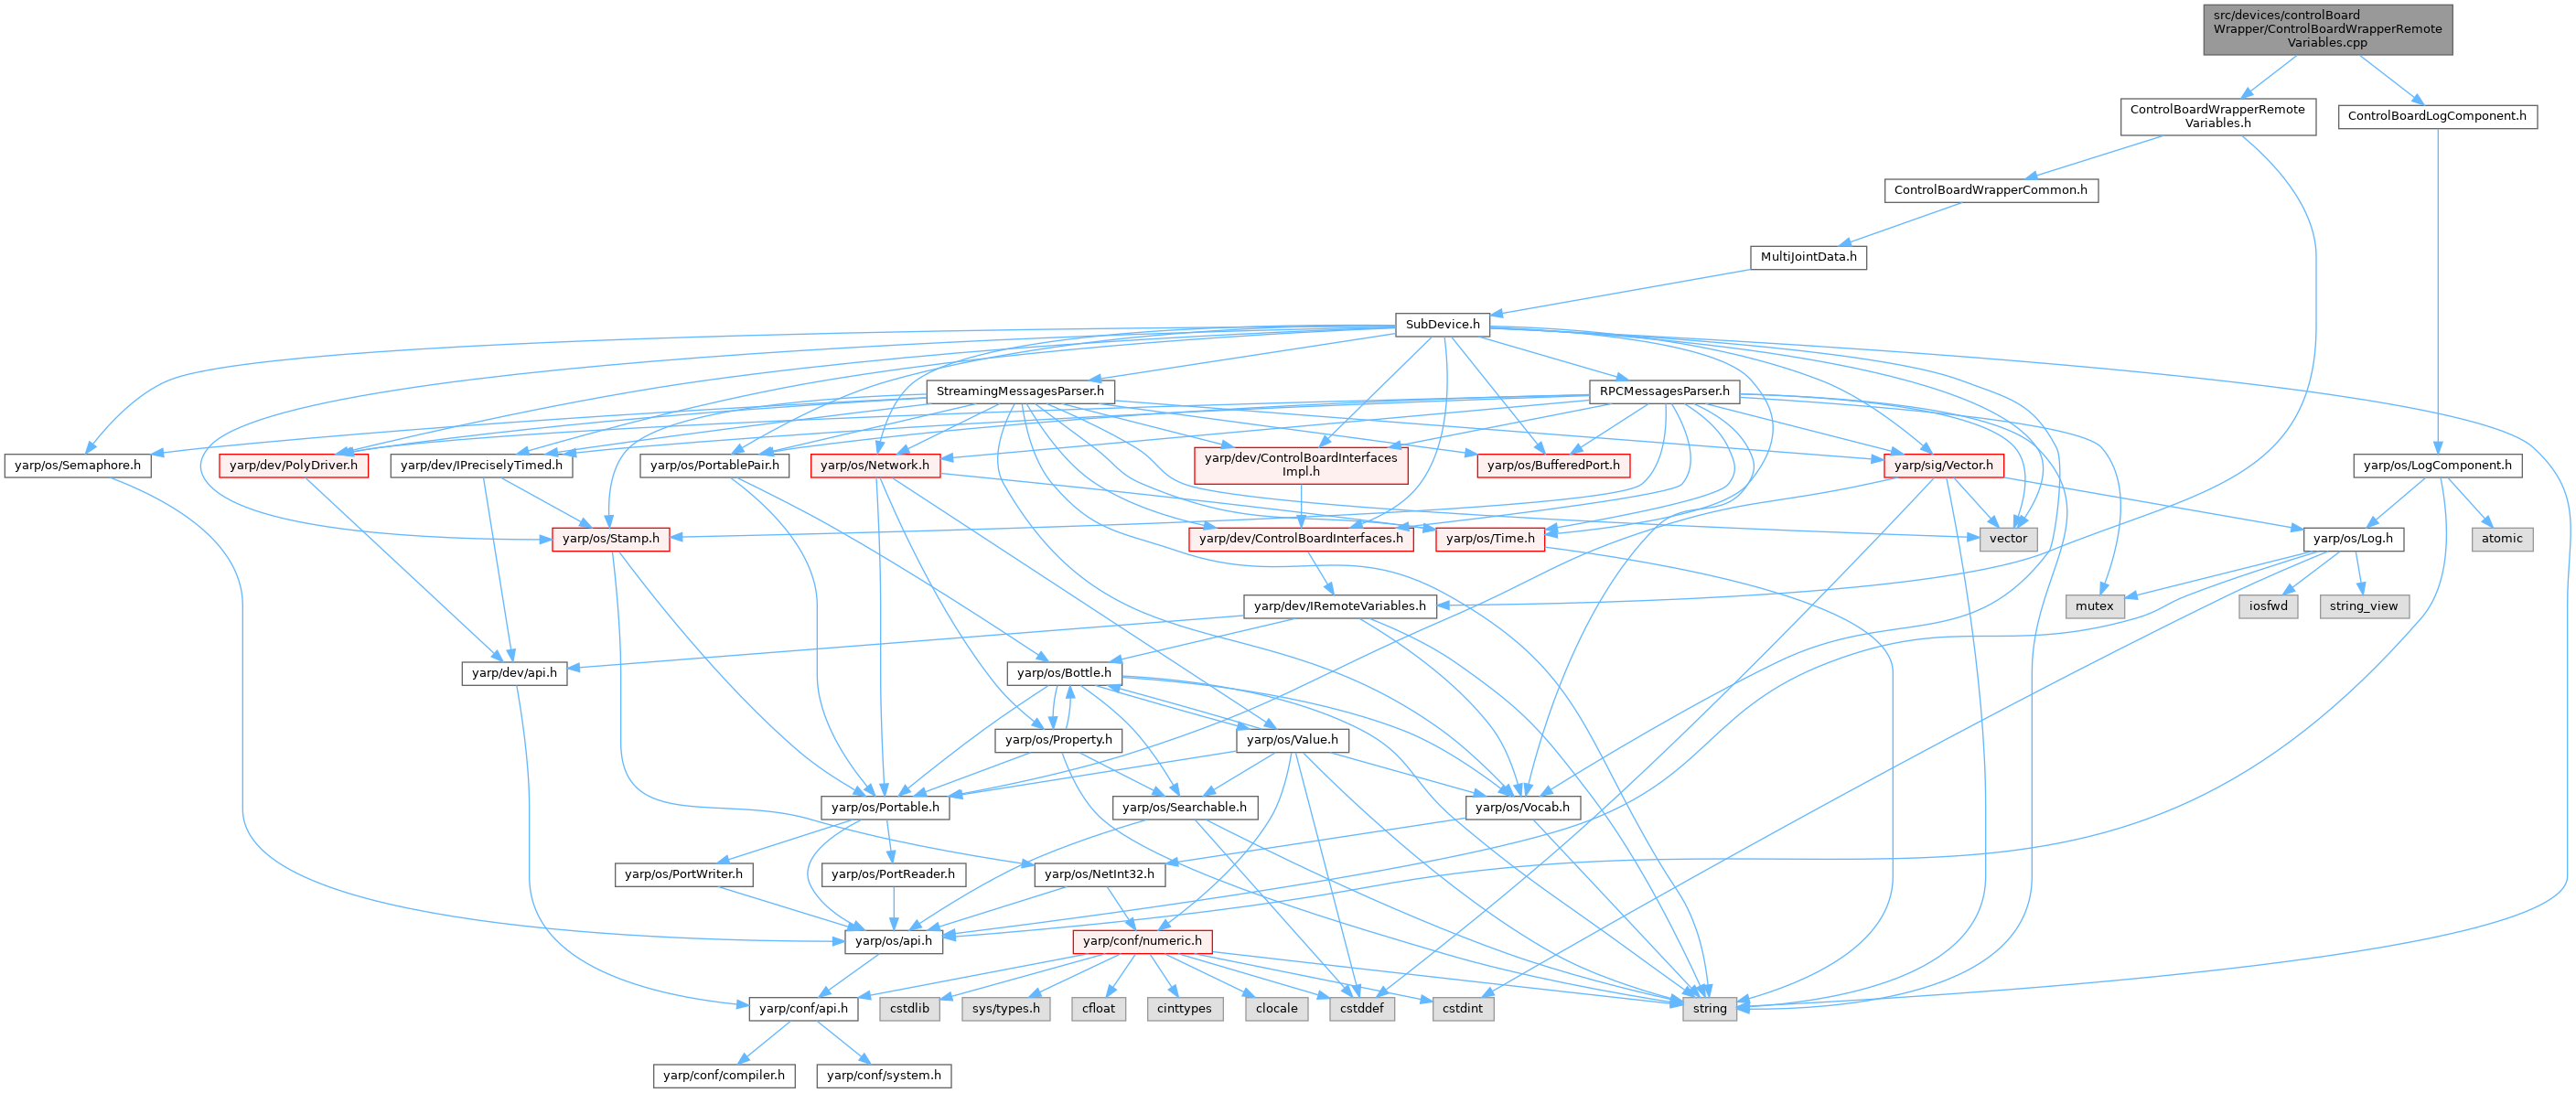 src/devices/controlBoard
Wrapper/ControlBoardWrapperRemote
Variables.cpp
ControlBoardWrapperRemote
Variables.h
ControlBoardLogComponent.h
ControlBoardWrapperCommon.h
MultiJointData.h
SubDevice.h
StreamingMessagesParser.h
RPCMessagesParser.h
yarp/os/Semaphore.h
yarp/dev/PolyDriver.h
yarp/dev/IPreciselyTimed.h
yarp/os/PortablePair.h
yarp/os/Network.h
yarp/dev/ControlBoardInterfaces
Impl.h
yarp/os/BufferedPort.h
yarp/sig/Vector.h
yarp/os/LogComponent.h
yarp/os/Stamp.h
yarp/dev/ControlBoardInterfaces.h
yarp/os/Time.h
vector
yarp/os/Log.h
atomic
yarp/dev/IRemoteVariables.h
mutex
iosfwd
string_view
yarp/dev/api.h
yarp/os/Bottle.h
yarp/os/Property.h
yarp/os/Value.h
yarp/os/Portable.h
yarp/os/Searchable.h
yarp/os/Vocab.h
yarp/os/PortWriter.h
yarp/os/PortReader.h
yarp/os/NetInt32.h
yarp/os/api.h
yarp/conf/numeric.h
yarp/conf/api.h
cstdlib
sys/types.h
cfloat
cinttypes
clocale
cstddef
cstdint
string
yarp/conf/compiler.h
yarp/conf/system.h